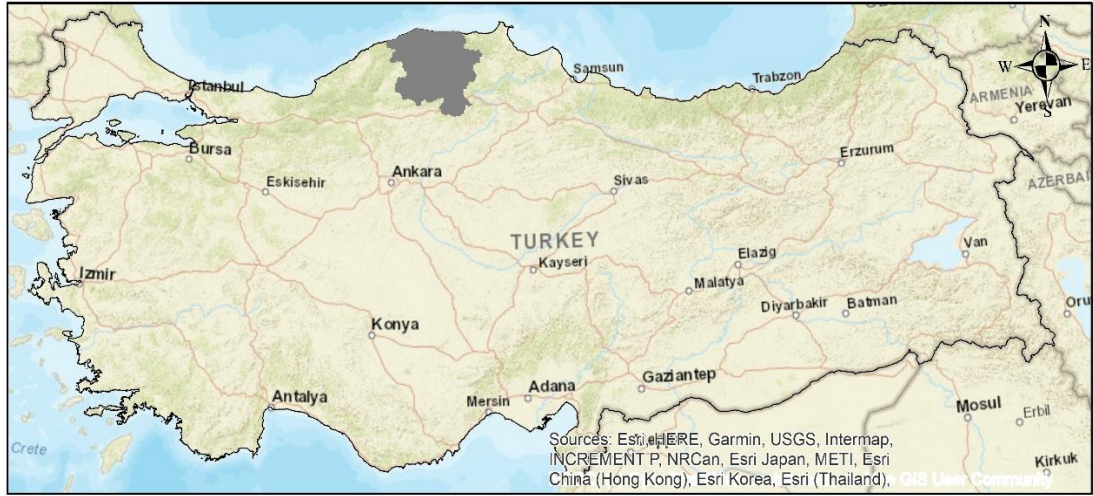 N
W E
S
Samsun
Trabzon
Istanbul
ARMENIA
Yerevan
Bursa
Erzurum
Ankara
Eskisehir
Sivas
AZERBAI
TURKEY
Elazig
Van
Kayseri
Izmir
Malatya
Diyarbakir
Batman
Oru
Konya
Gaziantep
Adana
Antalya
Mersin
Mosul
Erbil
Crete
Kirkuk
Sources: Esri, HERE, Garmin, USGS, Intermap,
INCREMENT P, NRCan, Esri Japan, METI, Esri
China (Hong Kong), Esri Korea, Esri (Thailand),
GIS User Community